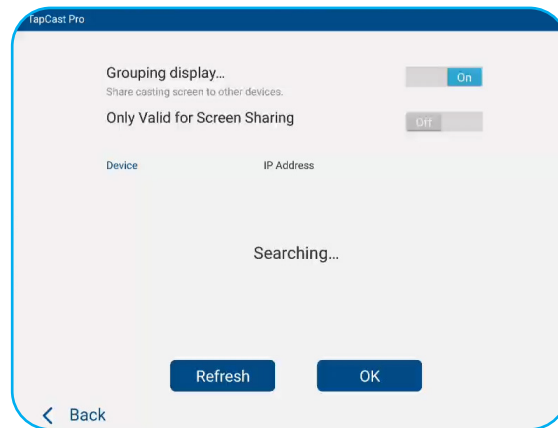 TapCast Pro
Grouping display... On
Share casting screen to other devices.
Only Valid for Screen Sharing Off
Device IP Address
Searching...
Refresh OK
Back